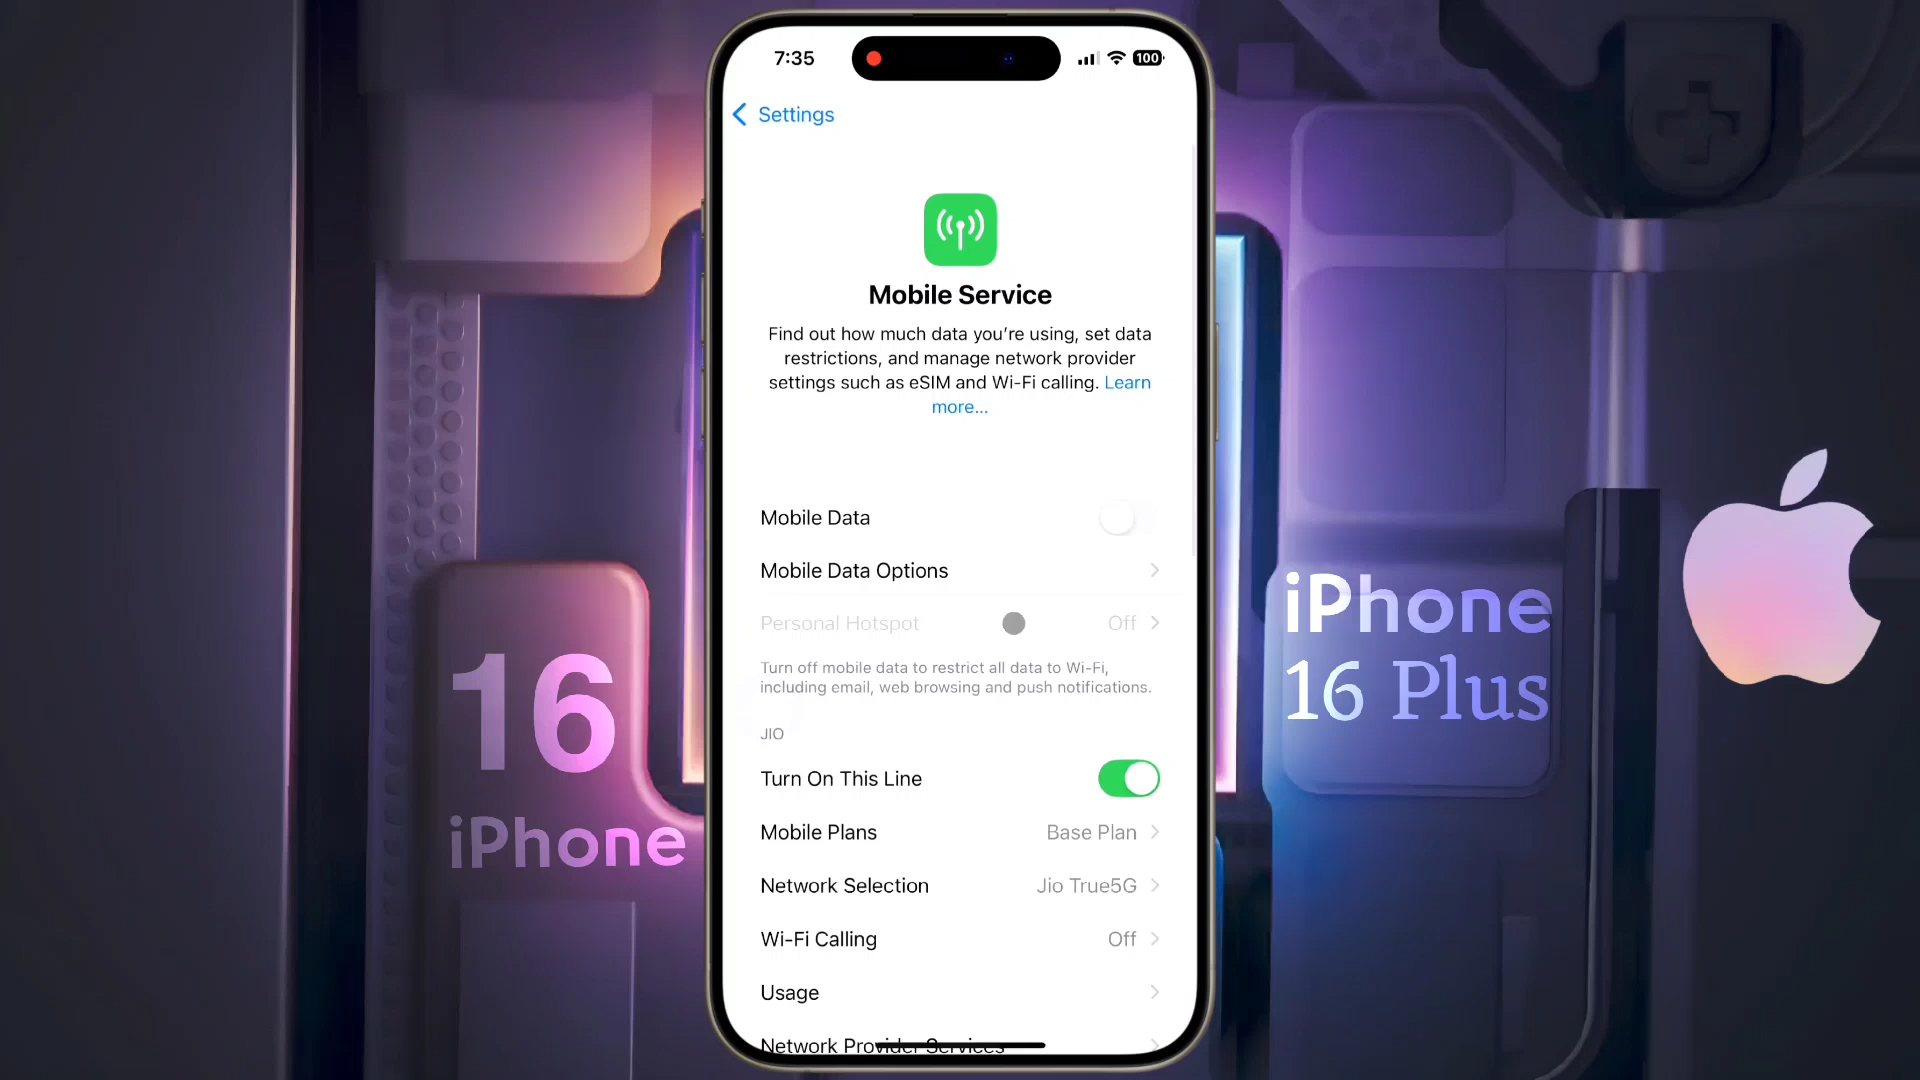 7:35
100
Settings
Mobile Service
Find out how much data you’re using, set data
restrictions, and manage network provider
settings such as eSIM and Wi-Fi calling. Learn
more...
Mobile Data
Mobile Data Options
Personal Hotspot Off
Turn off mobile data to restrict all data to Wi-Fi,
including email, web browsing and push notifications.
JIO
Turn On This Line
Mobile Plans Base Plan
Network Selection Jio True5G
Wi-Fi Calling Off
Usage
Network Provider Services
16
iPhone
iPhone
16 Plus